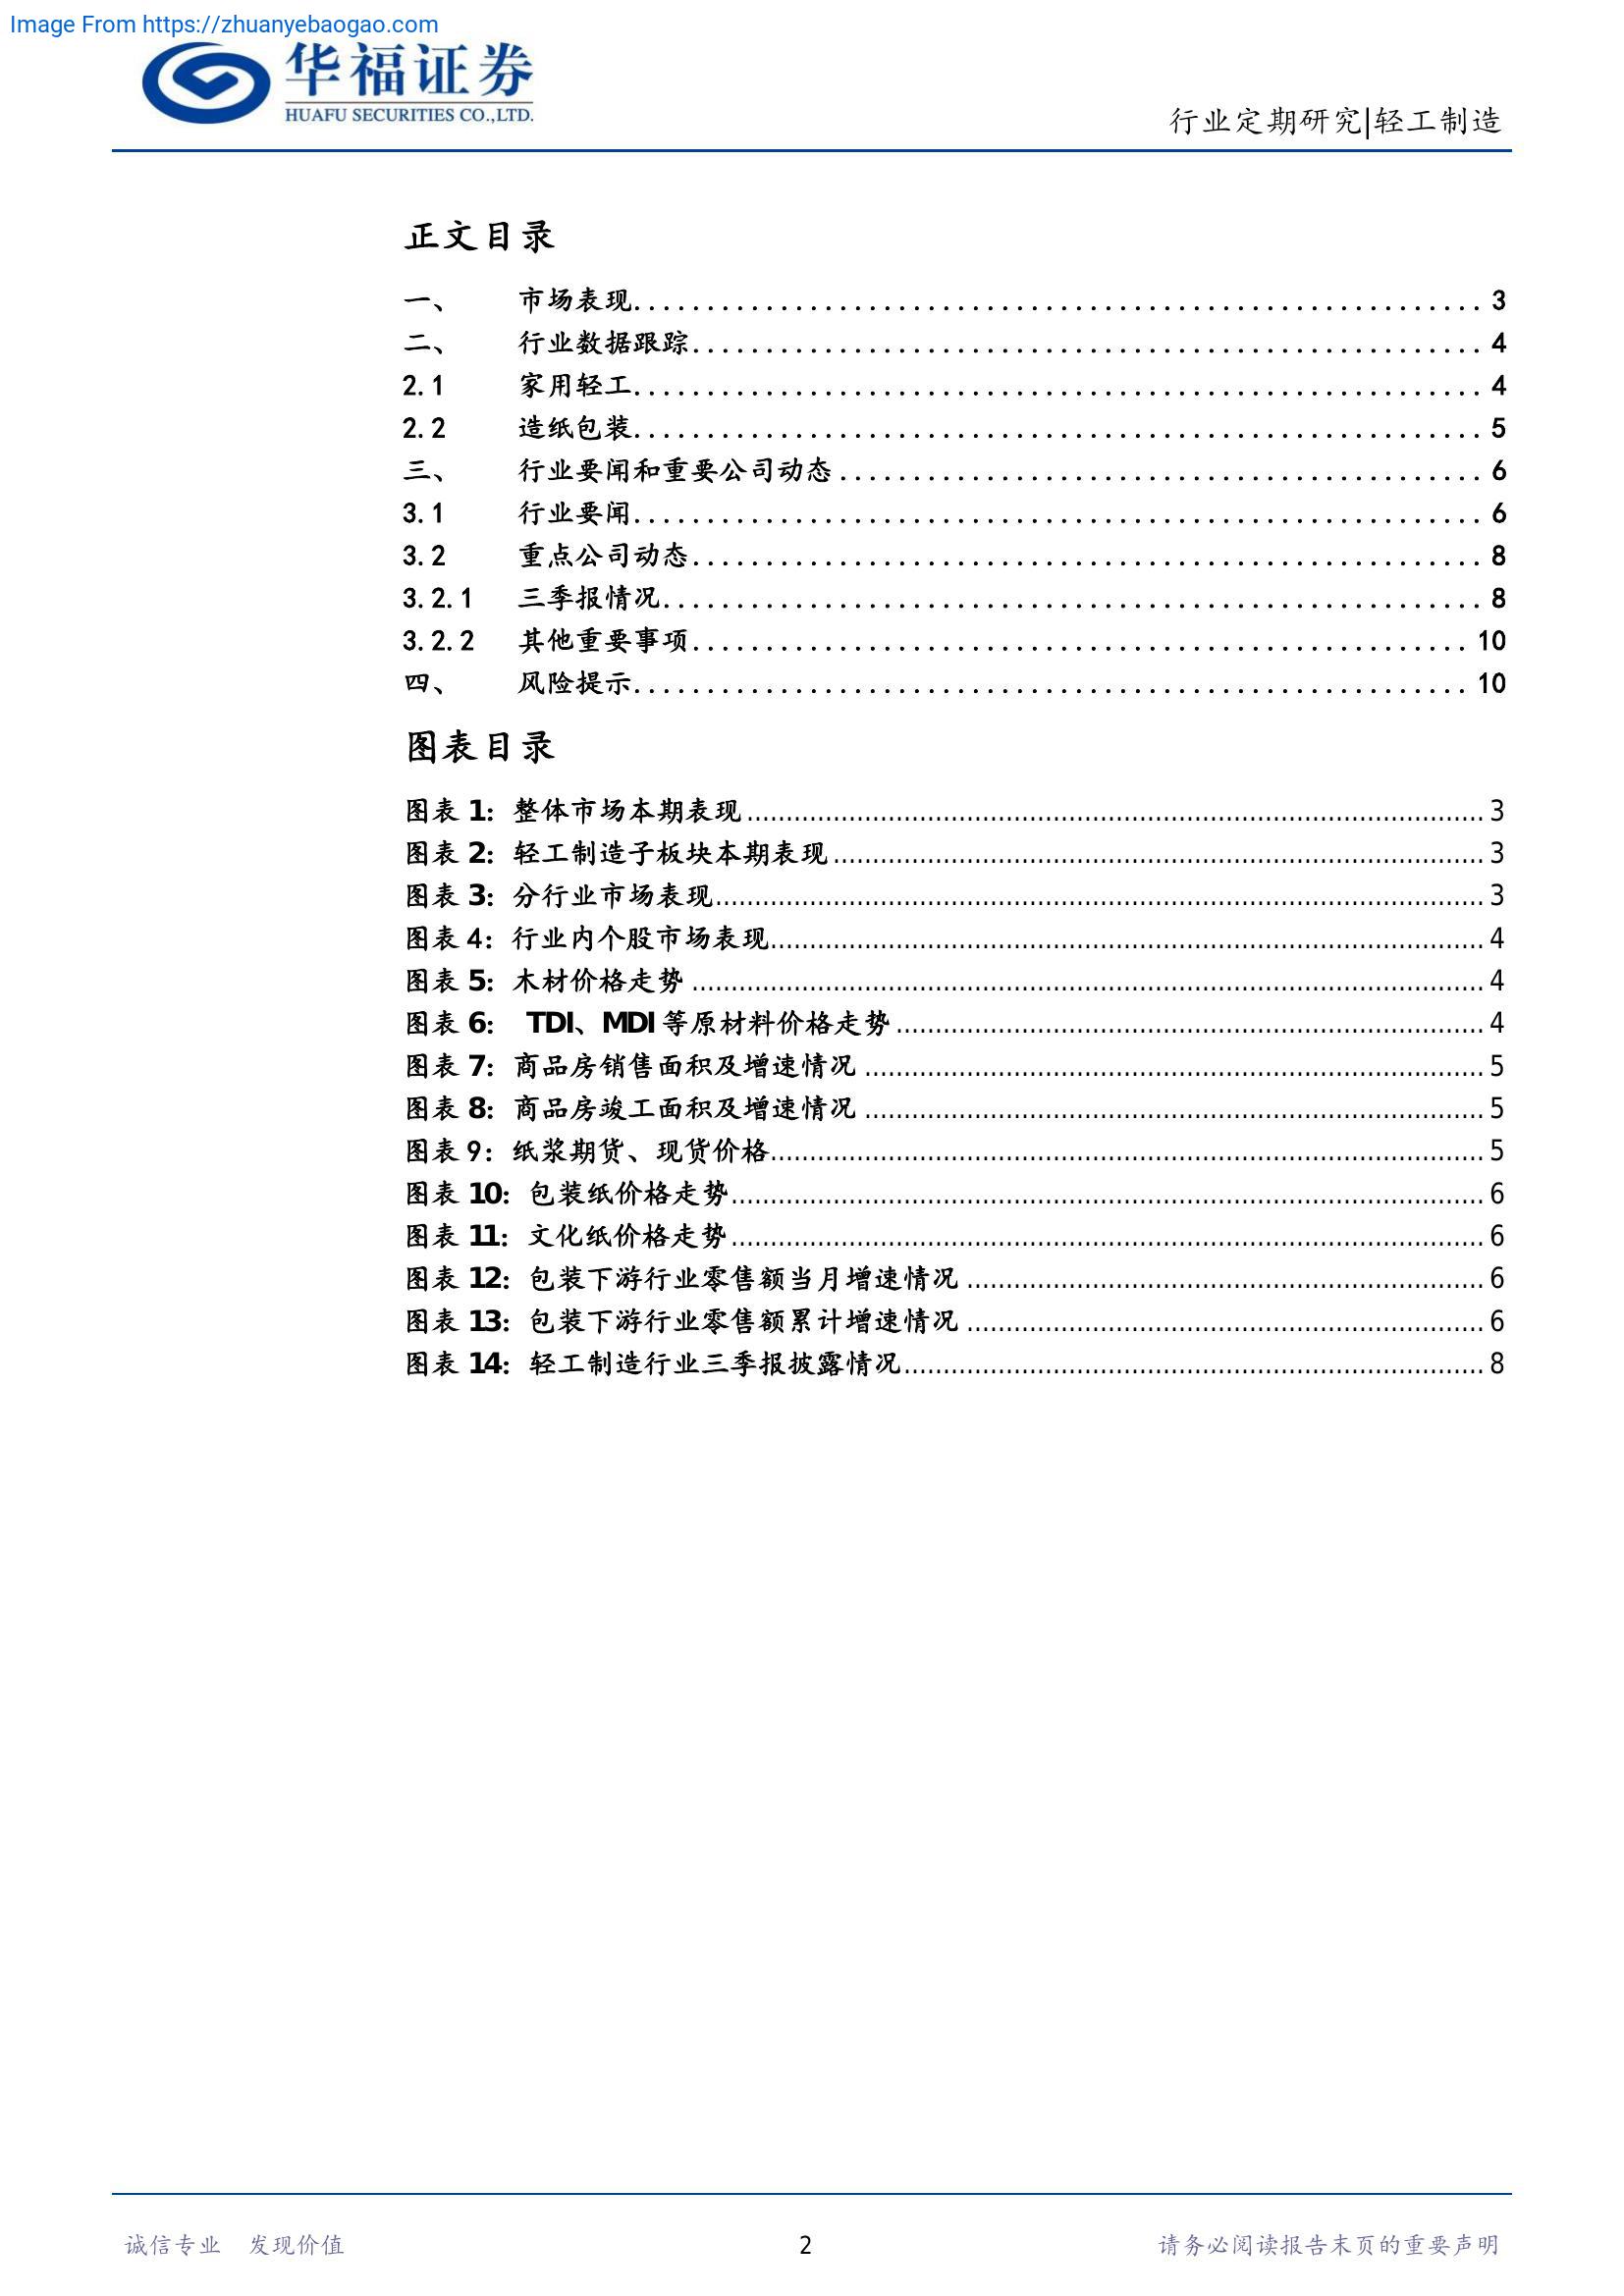 Image From https://zhuanyebaogao.com
华福证券
HUAFU SECURITIES CO.,LTD.
行业定期研究|轻工制造
正文目录
一、 市场表现........................................................ 3
二、 行业数据跟踪.................................................... 4
2.1 家用轻工........................................................ 4
2.2 造纸包装........................................................ 5
三、 行业要闻和重要公司动态.......................................... 6
3.1 行业要闻........................................................ 6
3.2 重点公司动态.................................................... 8
3.2.1 三季报情况...................................................... 8
3.2.2 其他重要事项................................................... 10
四、 风险提示....................................................... 10
图表目录
图表 1: 整体市场本期表现........................................................ 3
图表 2: 轻工制造子板块本期表现........................................................ 3
图表 3: 分行业市场表现........................................................ 3
图表 4: 行业内个股市场表现........................................................ 4
图表 5: 木材价格走势........................................................ 4
图表 6: TDI、MDI 等原材料价格走势........................................................ 4
图表 7: 商品房销售面积及增速情况........................................................ 5
图表 8: 商品房竣工面积及增速情况........................................................ 5
图表 9: 纸浆期货、现货价格........................................................ 5
图表 10: 包装纸价格走势........................................................ 6
图表 11: 文化纸价格走势........................................................ 6
图表 12: 包装下游行业零售额当月增速情况........................................................ 6
图表 13: 包装下游行业零售额累计增速情况........................................................ 6
图表 14: 轻工制造行业三季报披露情况........................................................ 8
诚信专业 发现价值 2 请务必阅读报告末页的重要声明